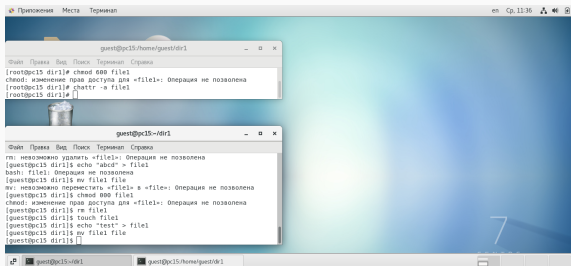 Приложения Места Терминал en Ср, 11:36
guest@pc15:/home/guest/dir1
Файл Правка Вид Поиск Терминал Справка
[root@pc15 dir1]# chmod 600 file1
chmod: изменение прав доступа для «file1»: Операция не позволена
[root@pc15 dir1]# chattr -a file1
[root@pc15 dir1]#
guest@pc15:~/dir1
Файл Правка Вид Поиск Терминал Справка
rm: невозможно удалить «file1»: Операция не позволена
[guest@pc15 dir1]$ echo "abcd" > file1
bash: file1: Операция не позволена
[guest@pc15 dir1]$ mv file1 file
mv: невозможно переместить «file1» в «file»: Операция не позволена
[guest@pc15 dir1]$ chmod 000 file1
chmod: изменение прав доступа для «file1»: Операция не позволена
[guest@pc15 dir1]$ rm file1
[guest@pc15 dir1]$ touch file1
[guest@pc15 dir1]$ echo "test" > file1
[guest@pc15 dir1]$ mv file1 file
[guest@pc15 dir1]$
7
guest@pc15:~/dir1 guest@pc15:/home/guest/dir1